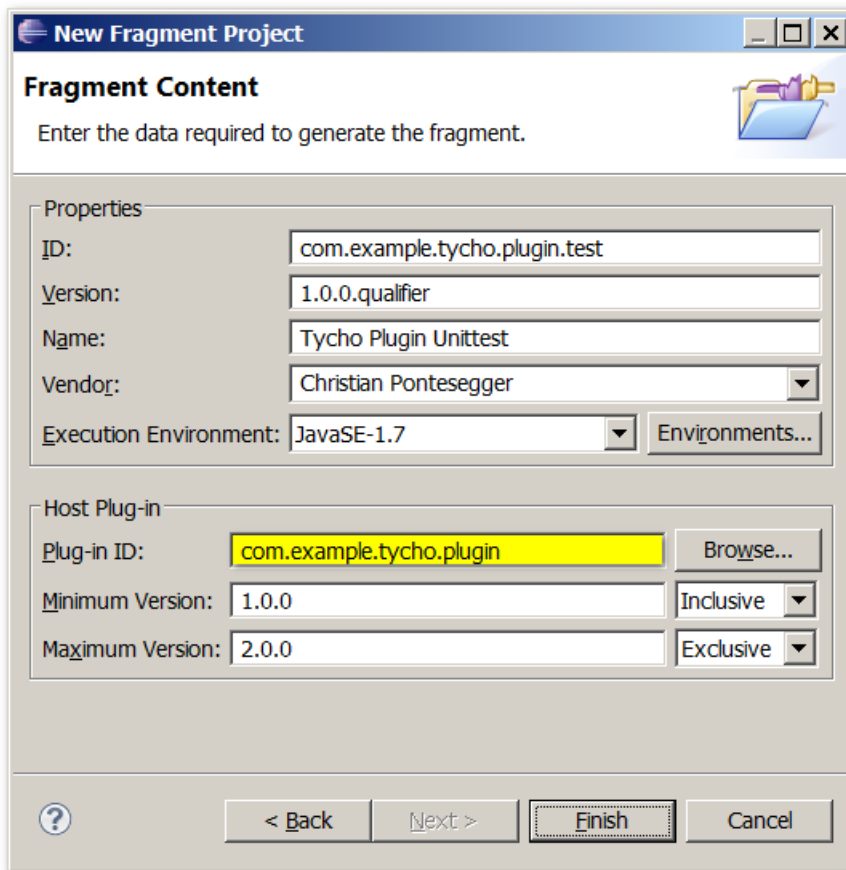 New Fragment Project
Fragment Content
Enter the data required to generate the fragment.
Properties
ID: com.example.tycho.plugin.test
Version: 1.0.0.qualifier
Name: Tycho Plugin Unittest
Vendor: Christian Pontesegger
Execution Environment: JavaSE-1.7 Environments...
Host Plug-in
Plug-in ID: com.example.tycho.plugin Browse...
Minimum Version: 1.0.0 Inclusive
Maximum Version: 2.0.0 Exclusive
? < Back Next > Finish Cancel